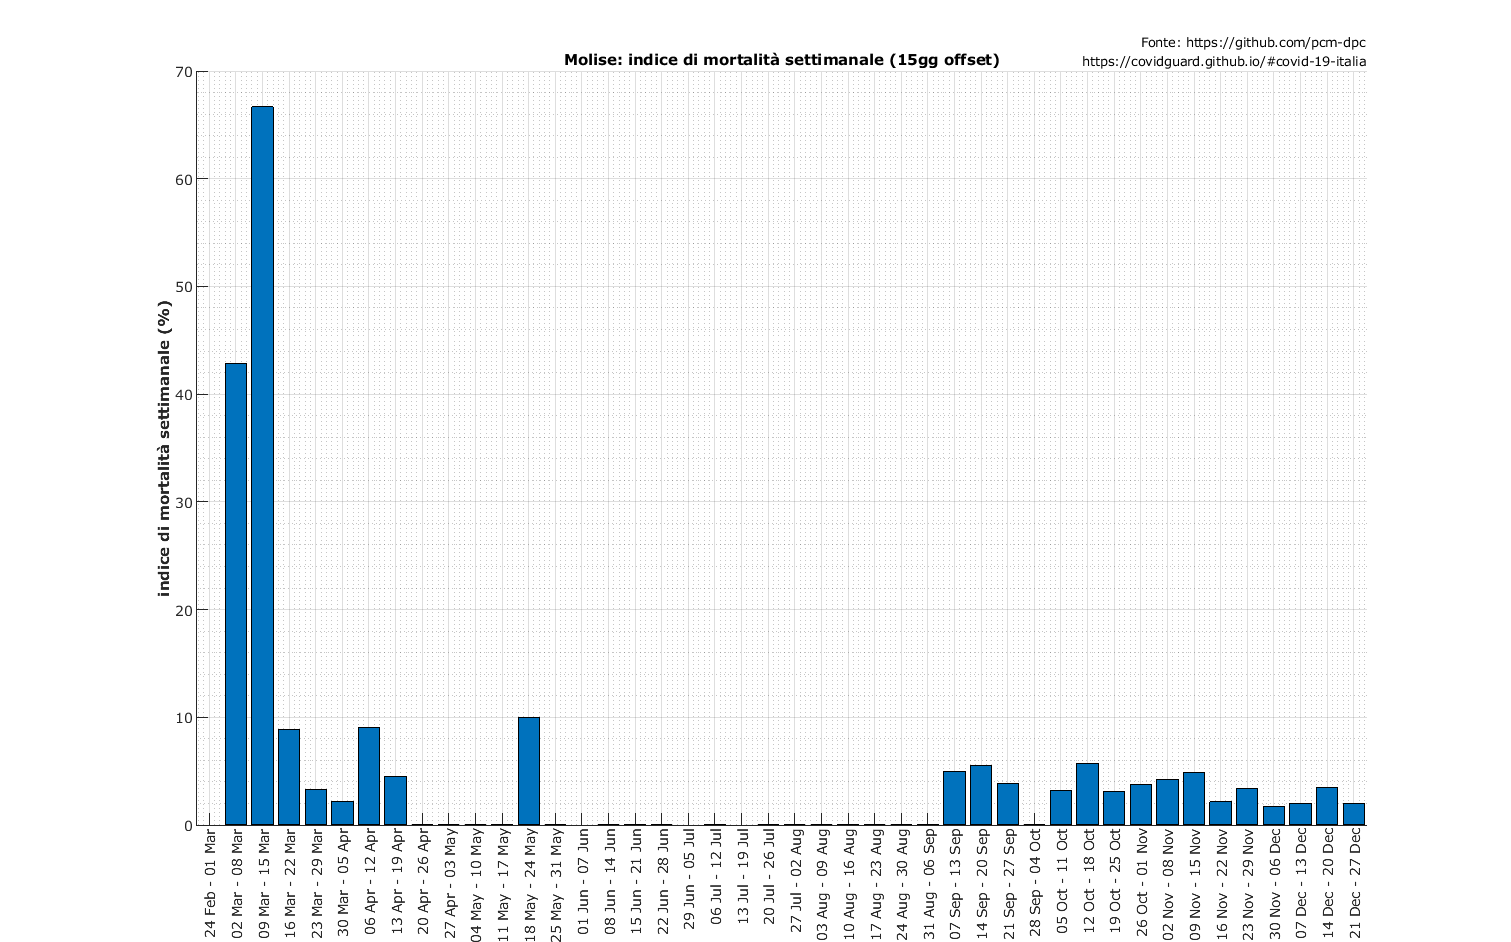 Fonte: https://github.com/pcm-dpc
https://covidguard.github.io/#covid-19-italia
Molise: indice di mortalità settimanale (15gg offset)
indice di mortalità settimanale (%)
70
60
50
40
30
20
10
0
24 Feb - 01 Mar
02 Mar - 08 Mar
09 Mar - 15 Mar
16 Mar - 22 Mar
23 Mar - 29 Mar
30 Mar - 05 Apr
06 Apr - 12 Apr
13 Apr - 19 Apr
20 Apr - 26 Apr
27 Apr - 03 May
04 May - 10 May
11 May - 17 May
18 May - 24 May
25 May - 31 May
01 Jun - 07 Jun
08 Jun - 14 Jun
15 Jun - 21 Jun
22 Jun - 28 Jun
29 Jun - 05 Jul
06 Jul - 12 Jul
13 Jul - 19 Jul
20 Jul - 26 Jul
27 Jul - 02 Aug
03 Aug - 09 Aug
10 Aug - 16 Aug
17 Aug - 23 Aug
24 Aug - 30 Aug
31 Aug - 06 Sep
07 Sep - 13 Sep
14 Sep - 20 Sep
21 Sep - 27 Sep
28 Sep - 04 Oct
05 Oct - 11 Oct
12 Oct - 18 Oct
19 Oct - 25 Oct
26 Oct - 01 Nov
02 Nov - 08 Nov
09 Nov - 15 Nov
16 Nov - 22 Nov
23 Nov - 29 Nov
30 Nov - 06 Dec
07 Dec - 13 Dec
14 Dec - 20 Dec
21 Dec - 27 Dec